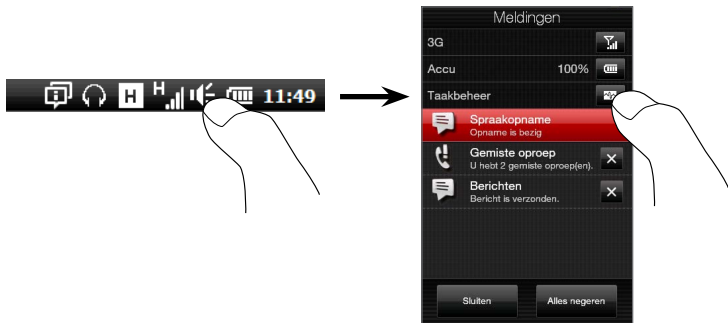 H H 11:49
Meldingen
3G
Accu 100%
Taakbeheer
Spraakopname
Opname is bezig
Gemiste oproep
U hebt 2 gemiste oproep(en).
Berichten
Bericht is verzonden.
Sluiten Alles negeren